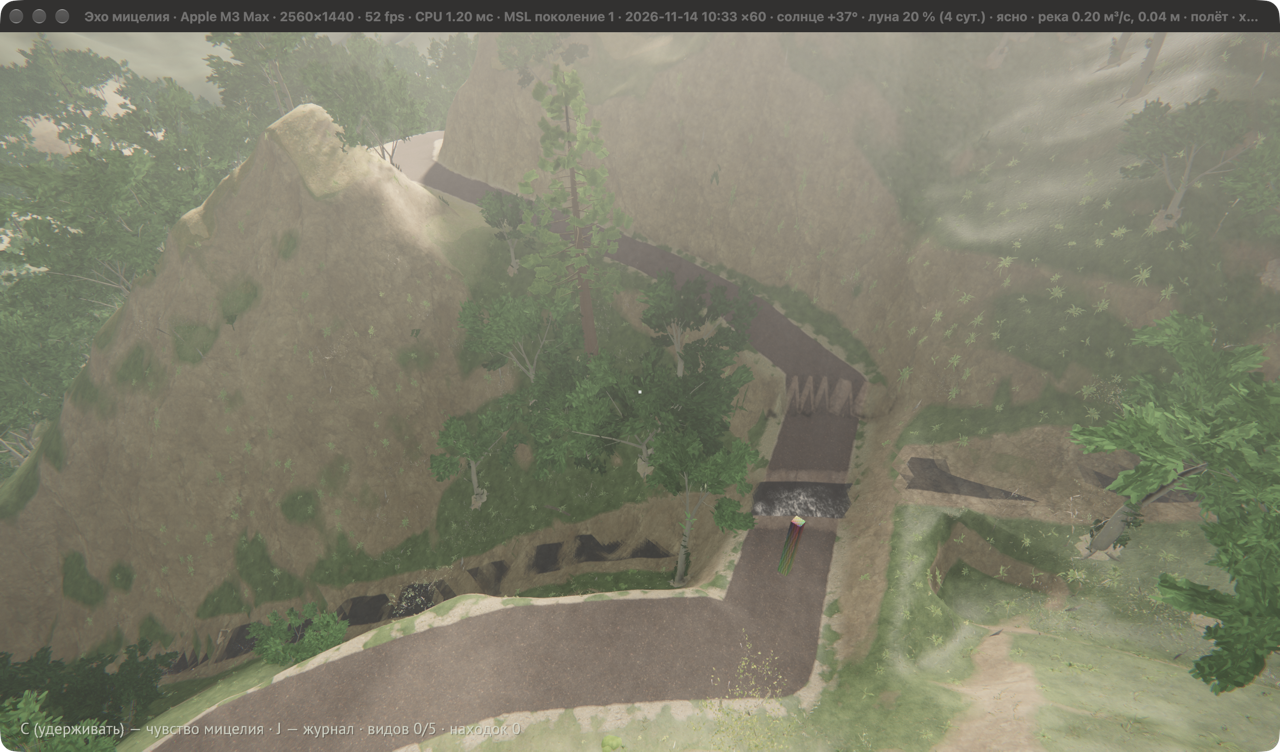 Эхо мицелия · Apple M3 Max · 2560×1440 · 52 fps · CPU 1.20 мс · MSL поколение 1 · 2026-11-14 10:33 ×60 · солнце +37° · луна 20 % (4 сут.) · ясно · река 0.20 м³/с, 0.04 м · полёт · х…
C (удерживать) — чувство мицелия · J — журнал · видов 0/5 · находок 0